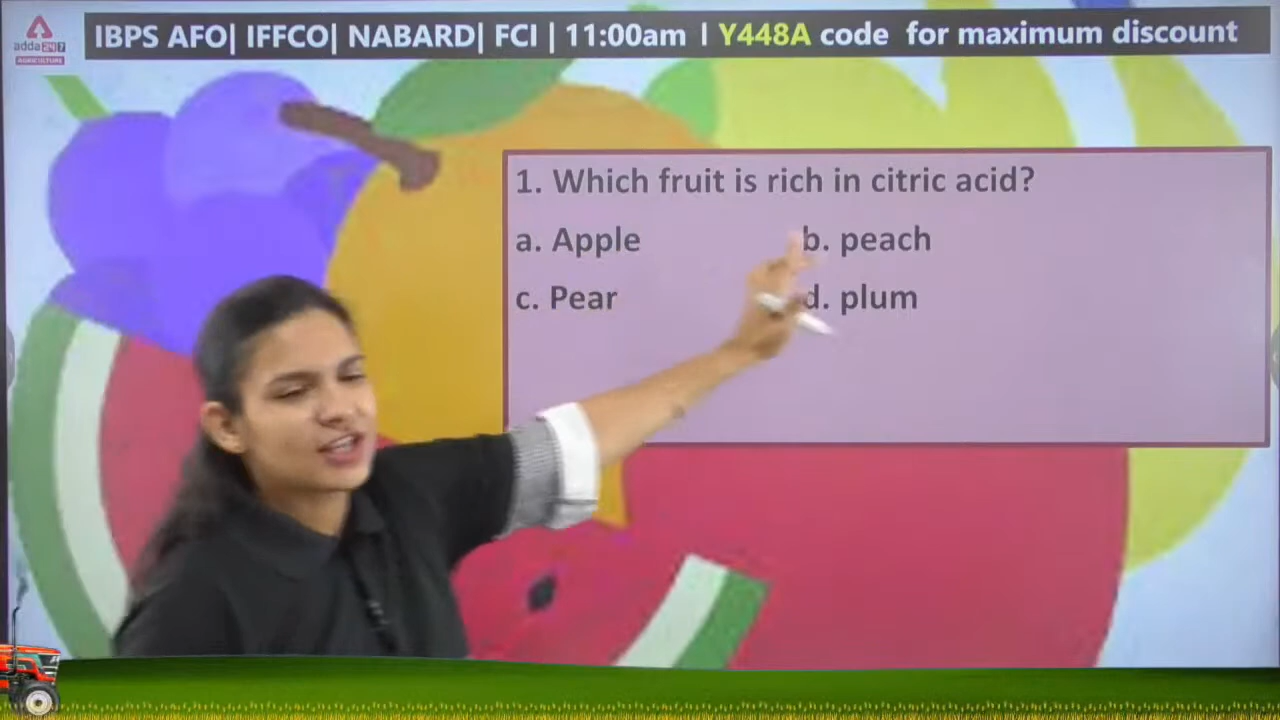 IBPS AFO| IFFCO| NABARD| FCI | 11:00am I Y448A code for maximum discount
adda247
AGRICULTURE
1. Which fruit is rich in citric acid?
a. Apple b. peach
c. Pear d. plum